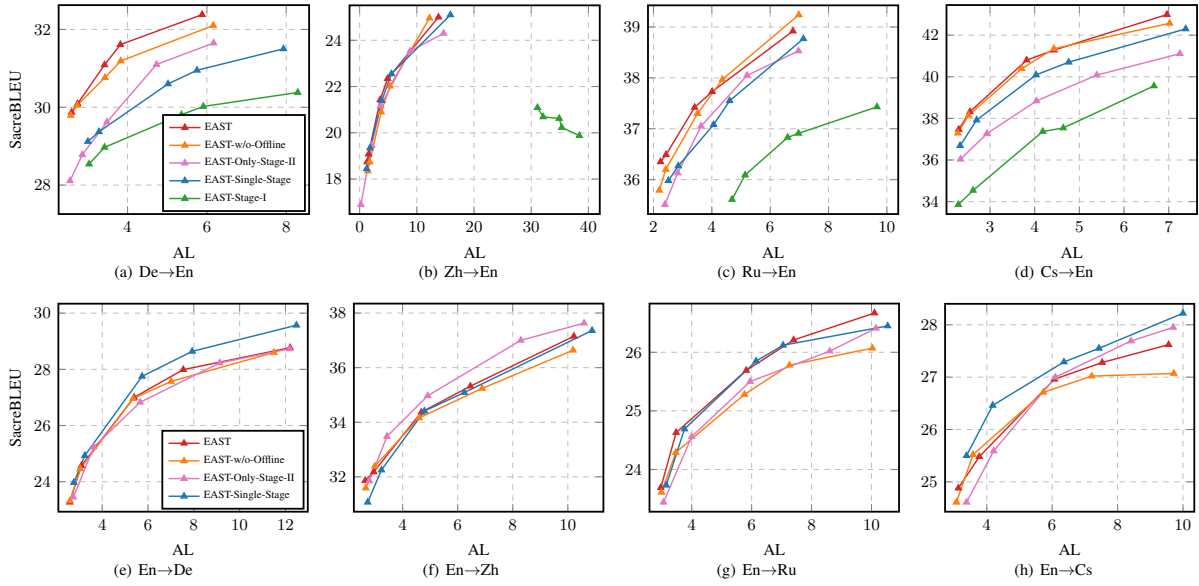 SacreBLEU
32
30
28
4
6
8
EAST
EAST-w/o-Offline
EAST-Only-Stage-II
EAST-Single-Stage
EAST-Stage-I
AL
(a) De→En
24
22
20
18
0
10
20
30
40
AL
(b) Zh→En
39
38
37
36
2
4
6
8
10
AL
(c) Ru→En
42
40
38
36
34
3
4
5
6
7
AL
(d) Cs→En
SacreBLEU
30
28
26
24
4
6
8
10
12
EAST
EAST-w/o-Offline
EAST-Only-Stage-II
EAST-Single-Stage
AL
(e) En→De
38
36
34
32
4
6
8
10
AL
(f) En→Zh
26
25
24
4
6
8
10
AL
(g) En→Ru
28
27
26
25
4
6
8
10
AL
(h) En→Cs